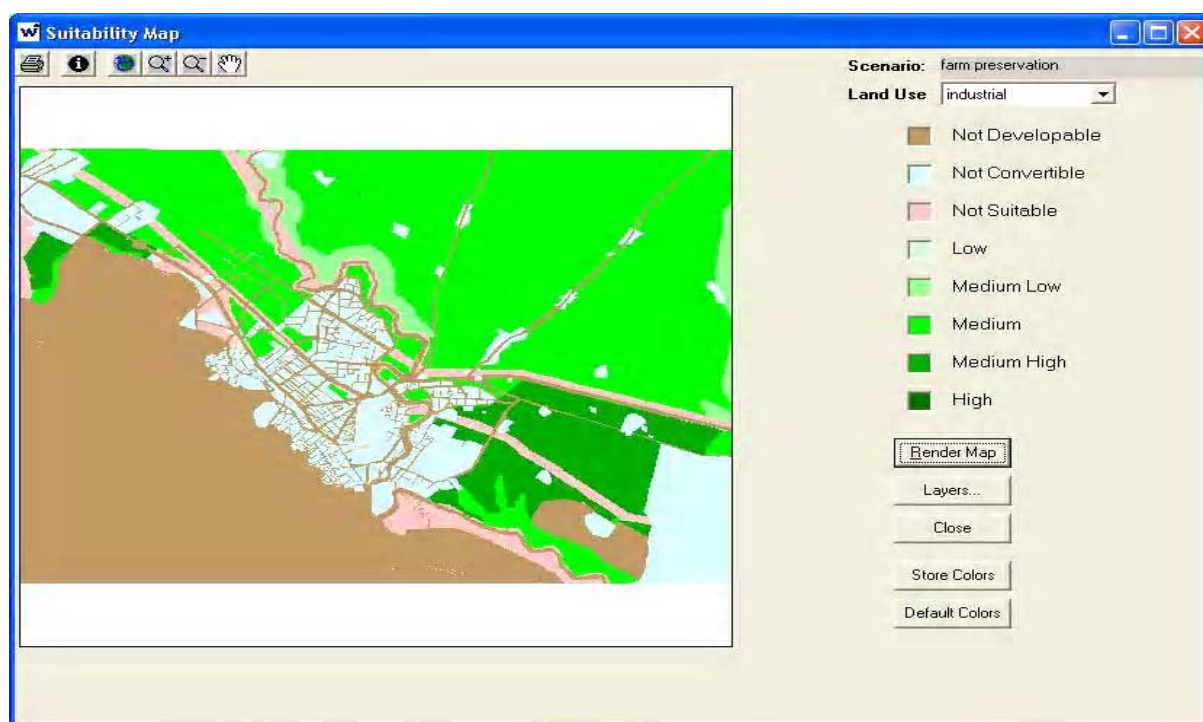 Suitability Map
Scenario: farm preservation
Land Use industrial
Not Developable
Not Convertible
Not Suitable
Low
Medium Low
Medium
Medium High
High
Render Map
Layers...
Close
Store Colors
Default Colors